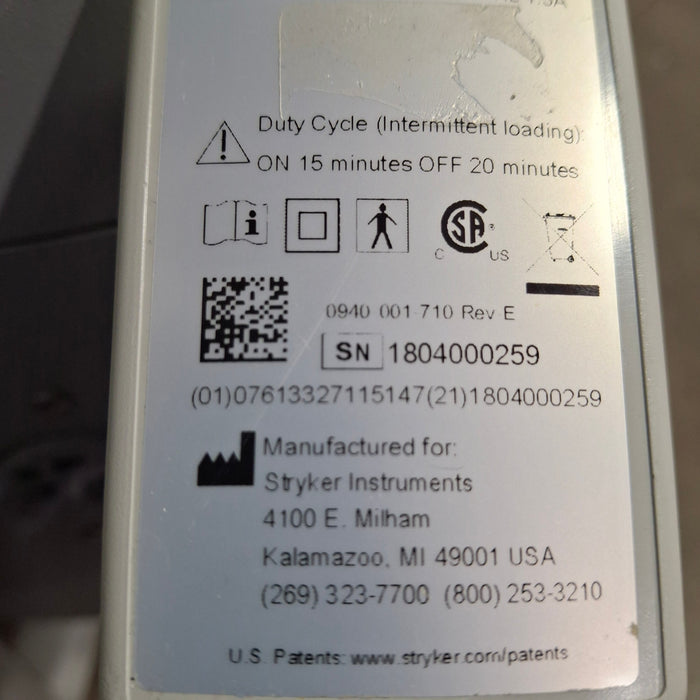 Duty Cycle (Intermittent loading):
ON 15 minutes OFF 20 minutes
CSA®
C US
0940 001 710 Rev E
SN 1804000259
(01)07613327115147(21)1804000259
Manufactured for:
Stryker Instruments
4100 E. Milham
Kalamazoo, MI 49001 USA
(269) 323-7700 (800) 253-3210
U.S. Patents: www.stryker.com/patents